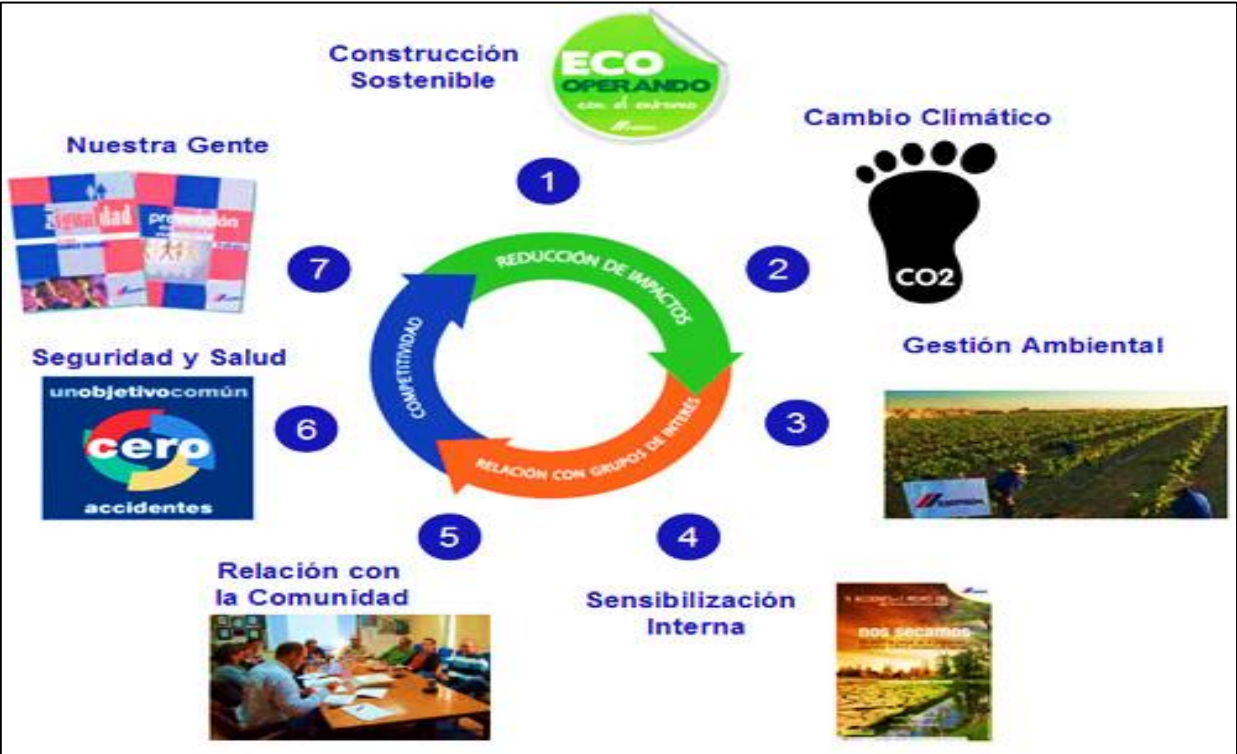 Construcción
Sostenible
ECO
OPERANDO
con el entorno
1
Cambio Climático
CO2
2
Gestión Ambiental
3
Sensibilización
Interna
nos secamos
4
Relación con
la Comunidad
5
Seguridad y Salud
unobjetivocomún
cero
accidentes
6
Nuestra Gente
igualdad
prevención
7
REDUCCIÓN DE IMPACTOS
RELACIÓN CON GRUPOS DE INTERÉS
COMPETITIVIDAD